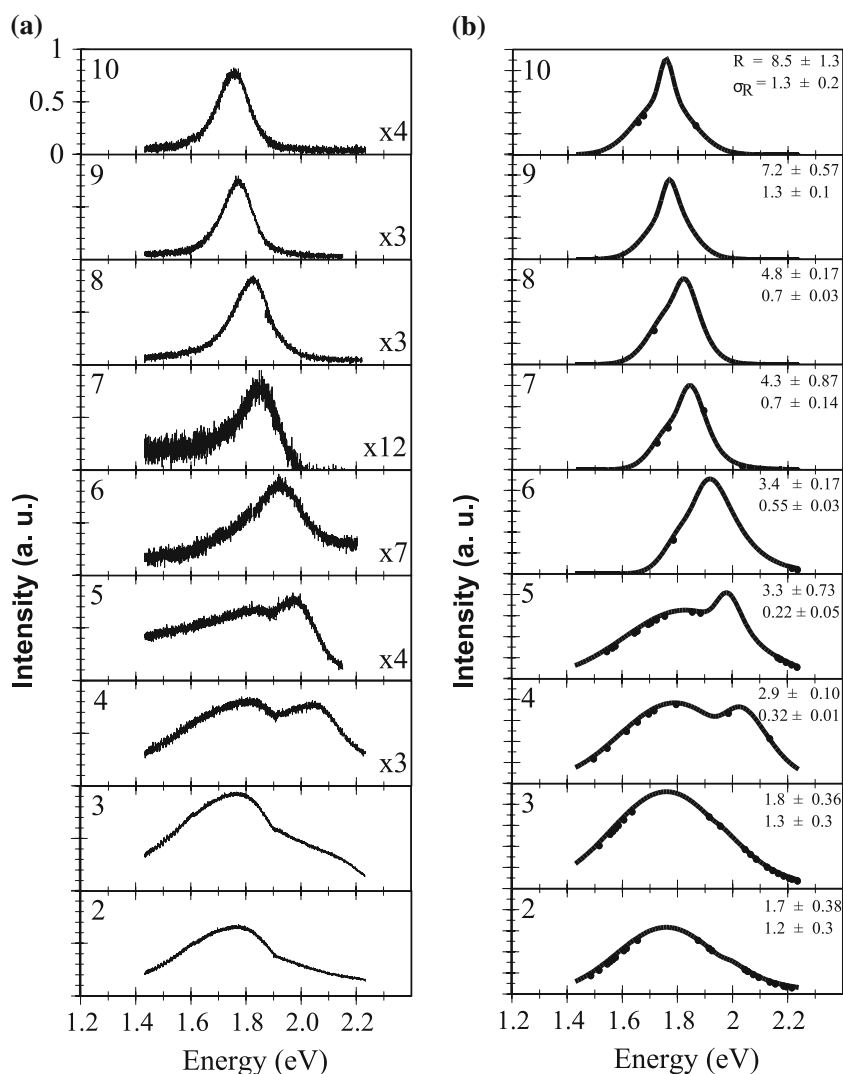 (a)
1
0.5
0
10
x4
9
x3
8
x3
7
x12
6
x7
5
x4
4
x3
3
2
Intensity (a. u.)
1.2 1.4 1.6 1.8 2.0 2.2
Energy (eV)
(b)
10
R = 8.5 ± 1.3
σR = 1.3 ± 0.2
9
7.2 ± 0.57
1.3 ± 0.1
8
4.8 ± 0.17
0.7 ± 0.03
7
4.3 ± 0.87
0.7 ± 0.14
6
3.4 ± 0.17
0.55 ± 0.03
5
3.3 ± 0.73
0.22 ± 0.05
4
2.9 ± 0.10
0.32 ± 0.01
3
1.8 ± 0.36
1.3 ± 0.3
2
1.7 ± 0.38
1.2 ± 0.3
Intensity (a. u.)
1.2 1.4 1.6 1.8 2 2.2
Energy (eV)